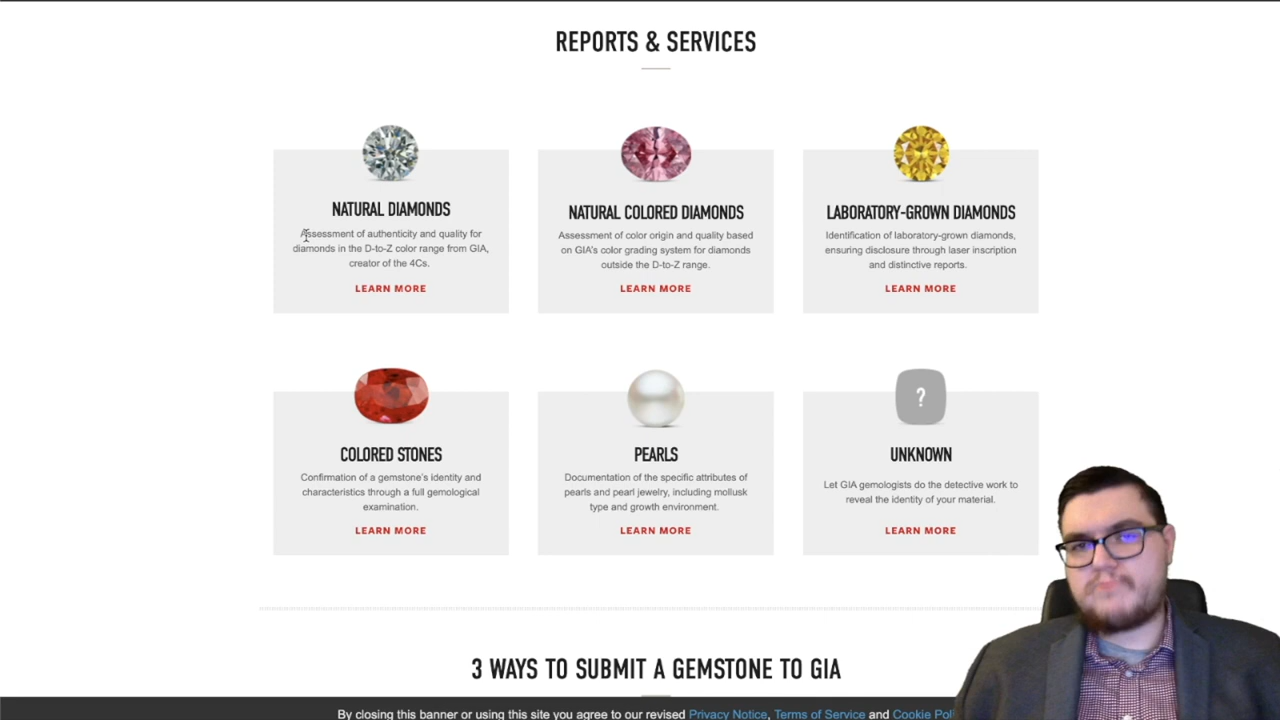 REPORTS & SERVICES
NATURAL DIAMONDS
Assessment of authenticity and quality for
diamonds in the D-to-Z color range from GIA,
creator of the 4Cs.
LEARN MORE
NATURAL COLORED DIAMONDS
Assessment of color origin and quality based
on GIA's color grading system for diamonds
outside the D-to-Z range.
LEARN MORE
LABORATORY-GROWN DIAMONDS
Identification of laboratory-grown diamonds,
ensuring disclosure through laser inscription
and distinctive reports.
LEARN MORE
COLORED STONES
Confirmation of a gemstone's identity and
characteristics through a full gemological
examination.
LEARN MORE
PEARLS
Documentation of the specific attributes of
pearls and pearl jewelry, including mollusk
type and growth environment.
LEARN MORE
?
UNKNOWN
Let GIA gemologists do the detective work to
reveal the identity of your material.
LEARN MORE
3 WAYS TO SUBMIT A GEMSTONE TO GIA
By closing this banner or using this site you agree to our revised Privacy Notice, Terms of Service and Cookie